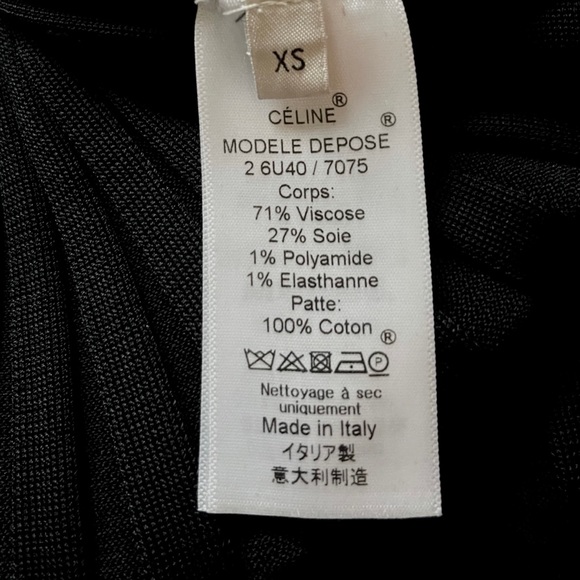 XS
CÉLINE®
MODELE DEPOSE ®
2 6U40 / 7075
Corps:
71% Viscose
27% Soie
1% Polyamide
1% Elasthanne
Patte:
100% Coton
®
P
Nettoyage à sec
uniquement
Made in Italy
イタリア製
意大利制造